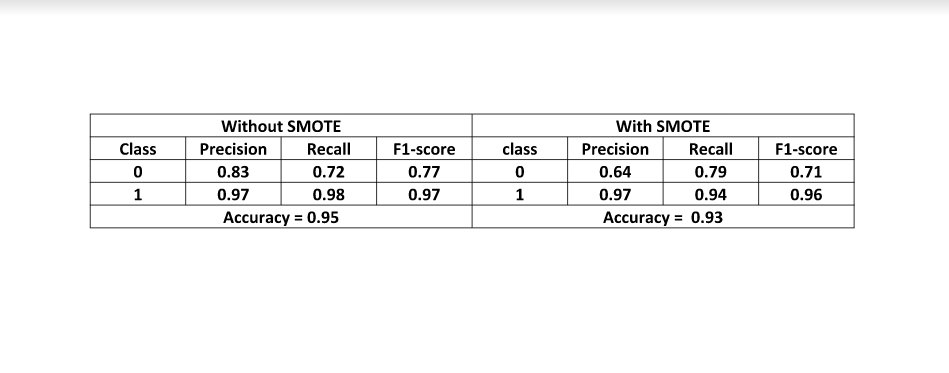 Without SMOTE With SMOTE
Class Precision Recall F1-score class Precision Recall F1-score
0 0.83 0.72 0.77 0 0.64 0.79 0.71
1 0.97 0.98 0.97 1 0.97 0.94 0.96
Accuracy = 0.95 Accuracy = 0.93